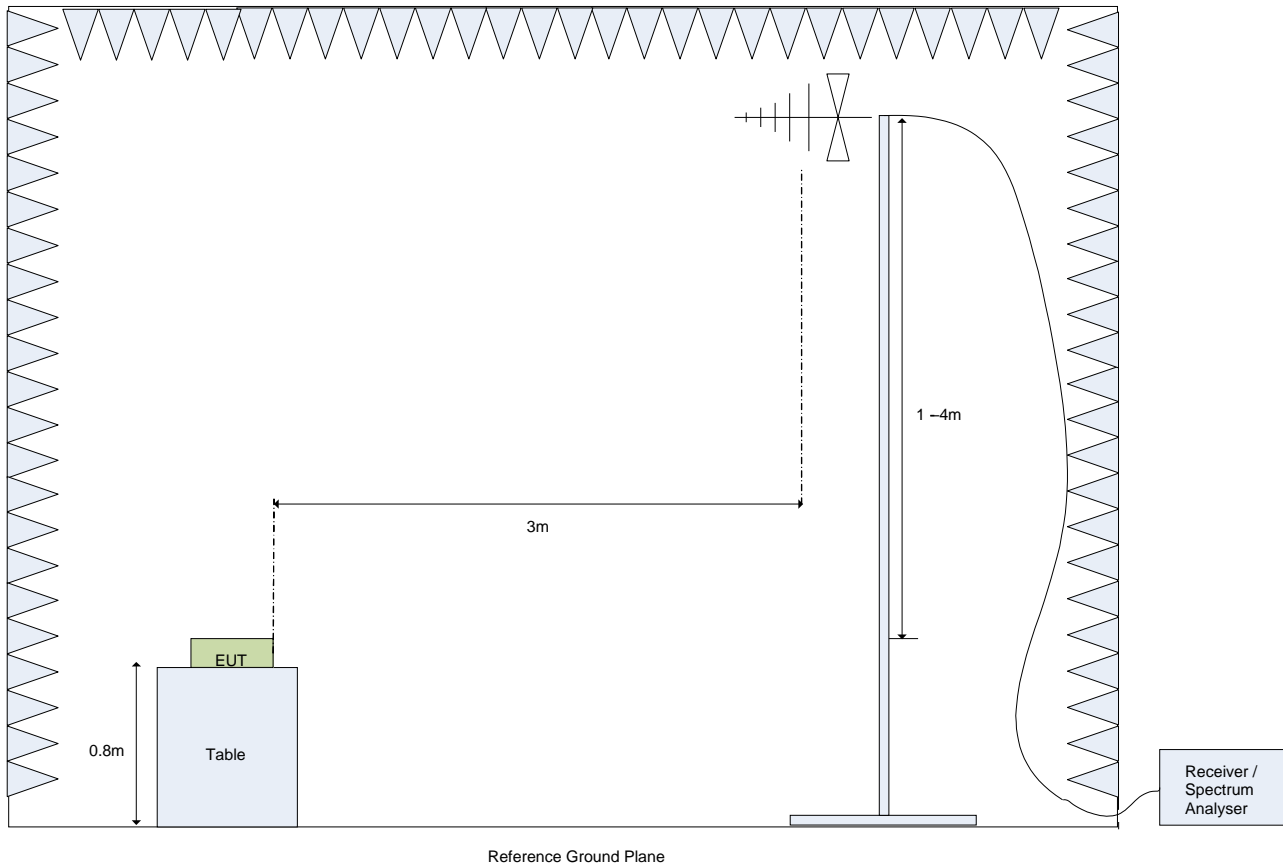 1 –4m
3m
EUT
0.8m
Table
Receiver /
Spectrum
Analyser
Reference Ground Plane